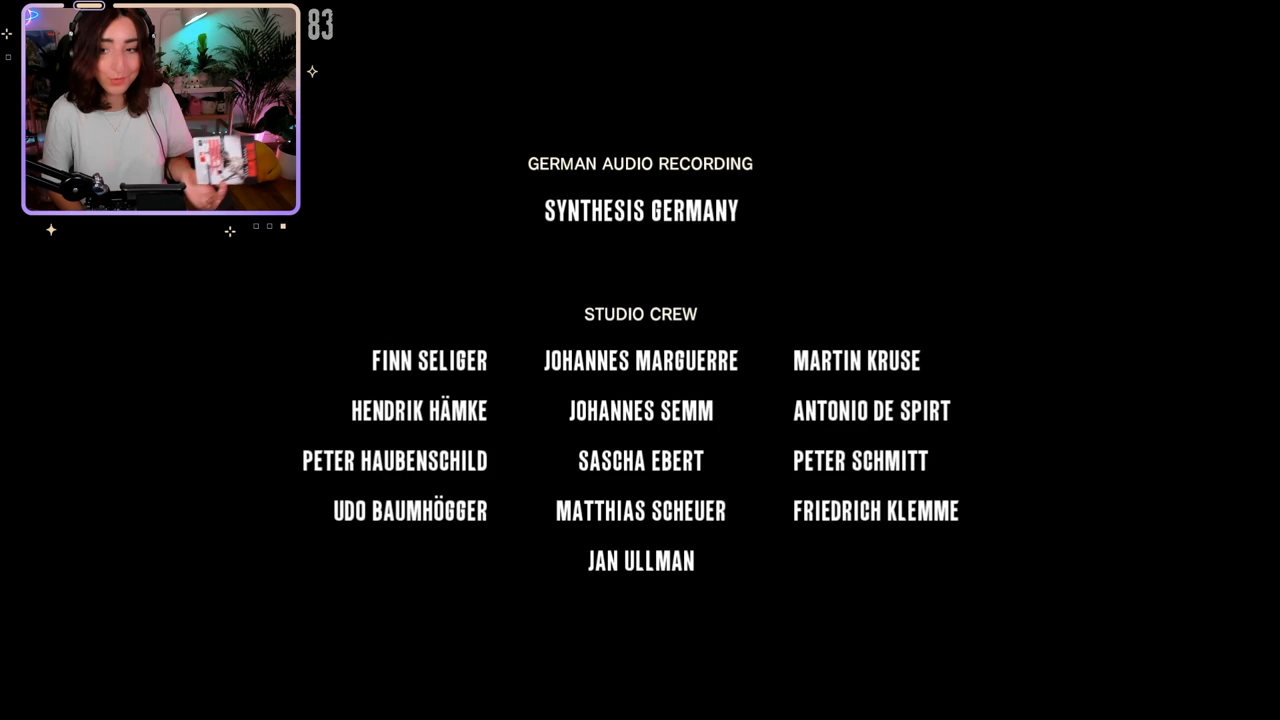 83
GERMAN AUDIO RECORDING
SYNTHESIS GERMANY
STUDIO CREW
FINN SELIGER JOHANNES MARGUERRE MARTIN KRUSE
HENDRIK HÄMKE JOHANNES SEMM ANTONIO DE SPIRT
PETER HAUBENSCHILD SASCHA EBERT PETER SCHMITT
UDO BAUMHÖGGER MATTHIAS SCHEUER FRIEDRICH KLEMME
JAN ULLMAN